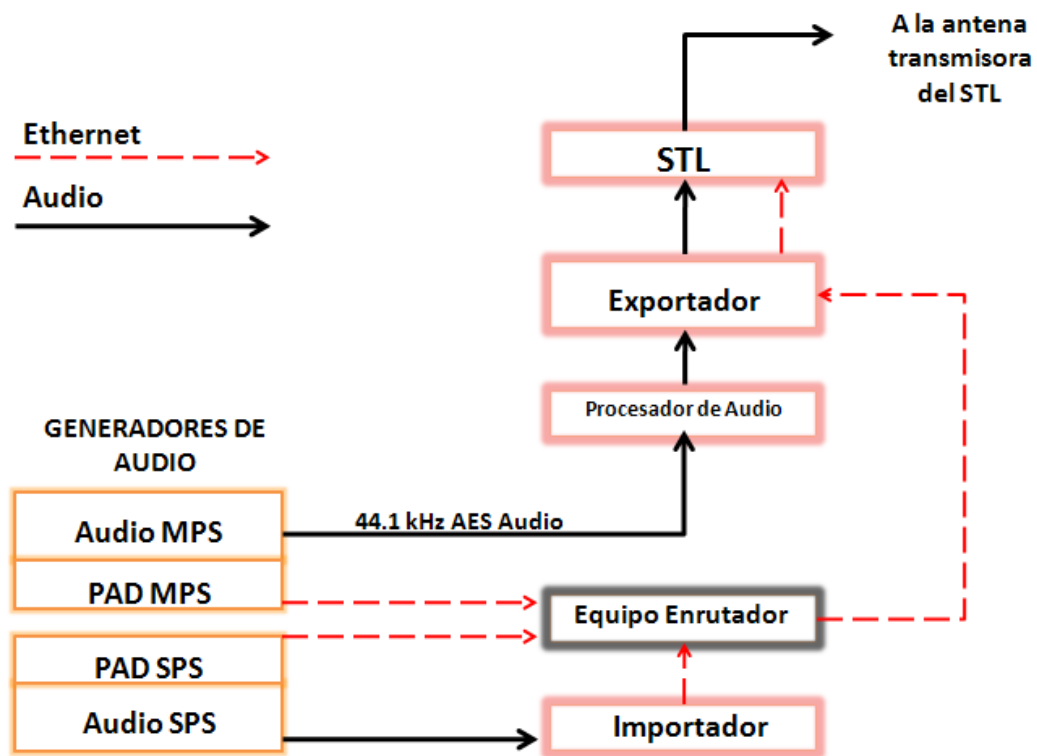 A la antena
transmisora
del STL
Ethernet
Audio
STL
Exportador
Procesador de Audio
GENERADORES DE
AUDIO
Audio MPS
44.1 kHz AES Audio
PAD MPS
Equipo Enrutador
PAD SPS
Audio SPS
Importador